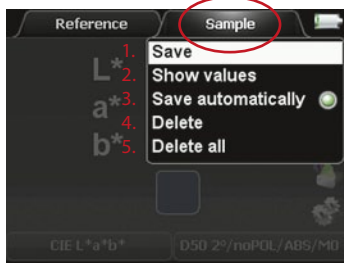 Reference Sample
L*
a*
b*
1. Save
2. Show values
3. Save automatically
4. Delete
5. Delete all
CIE L*a*b* D50 2°/noPOL/ABS/M0